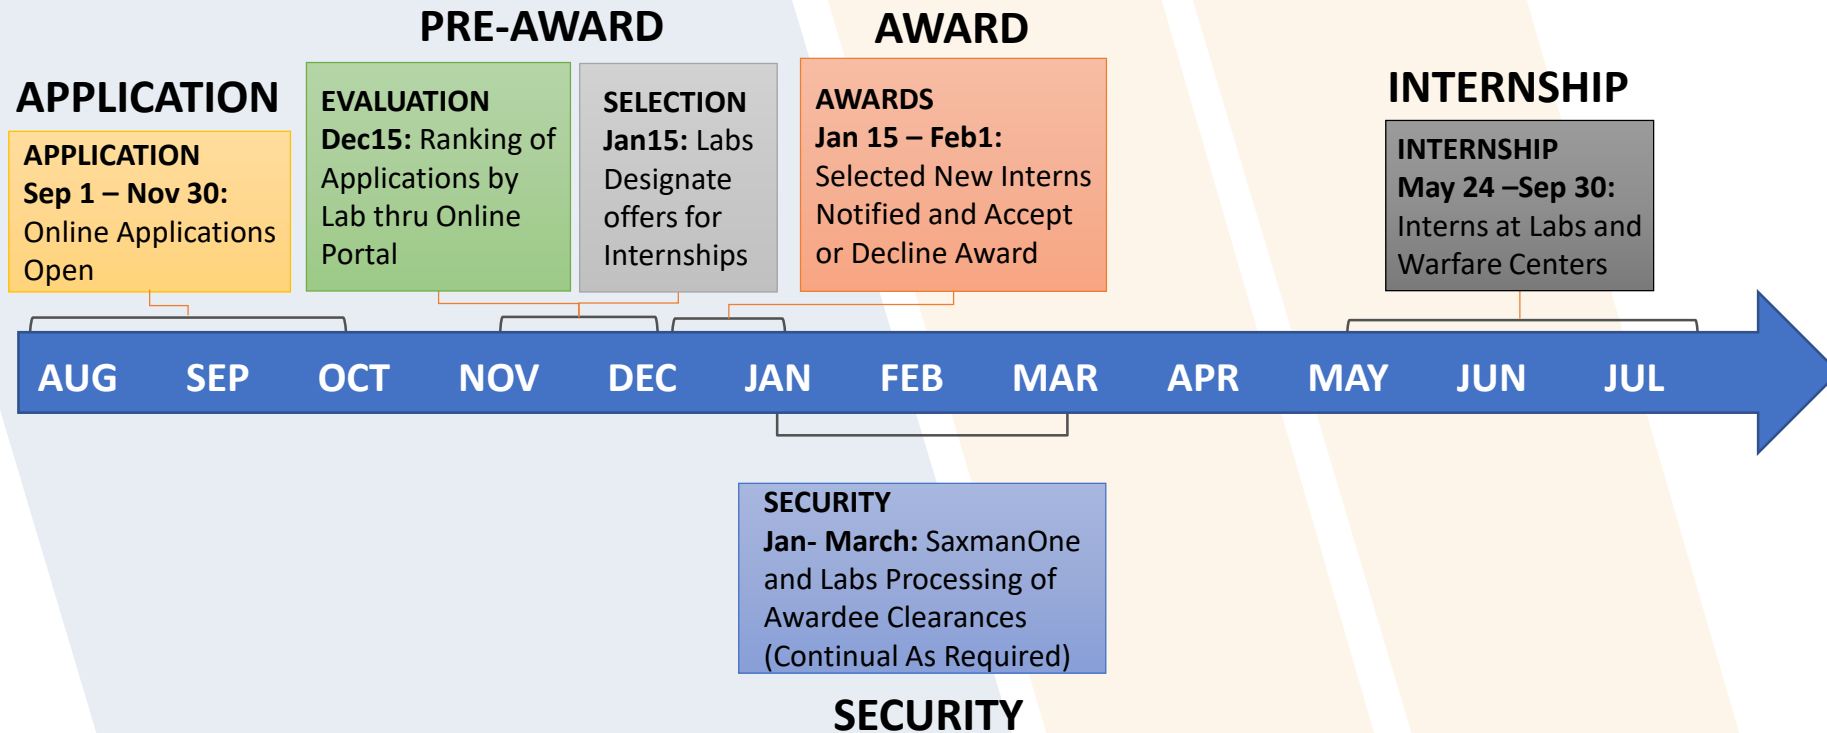 PRE-AWARD
AWARD
APPLICATION
INTERNSHIP
APPLICATION
Sep 1 – Nov 30:
Online Applications
Open
EVALUATION
Dec15: Ranking of
Applications by
Lab thru Online
Portal
SELECTION
Jan15: Labs
Designate
offers for
Internships
AWARDS
Jan 15 – Feb1:
Selected New Interns
Notified and Accept
or Decline Award
INTERNSHIP
May 24 –Sep 30:
Interns at Labs and
Warfare Centers
AUG SEP OCT NOV DEC JAN FEB MAR APR MAY JUN JUL
SECURITY
Jan- March: SaxmanOne
and Labs Processing of
Awardee Clearances
(Continual As Required)
SECURITY